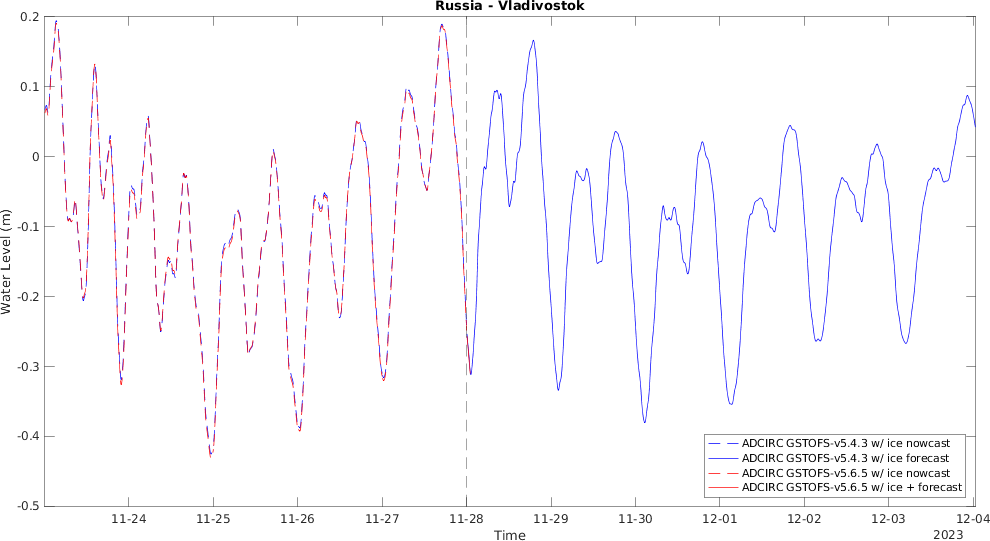 Russia - Vladivostok
0.2
0.1
0
-0.1
-0.2
-0.3
-0.4
-0.5
Water Level (m)
ADCIRC GSTOFS-v5.4.3 w/ ice nowcast
ADCIRC GSTOFS-v5.4.3 w/ ice forecast
ADCIRC GSTOFS-v5.6.5 w/ ice nowcast
ADCIRC GSTOFS-v5.6.5 w/ ice + forecast
11-24 11-25 11-26 11-27 11-28 11-29 11-30 12-01 12-02 12-03 12-04
Time
2023